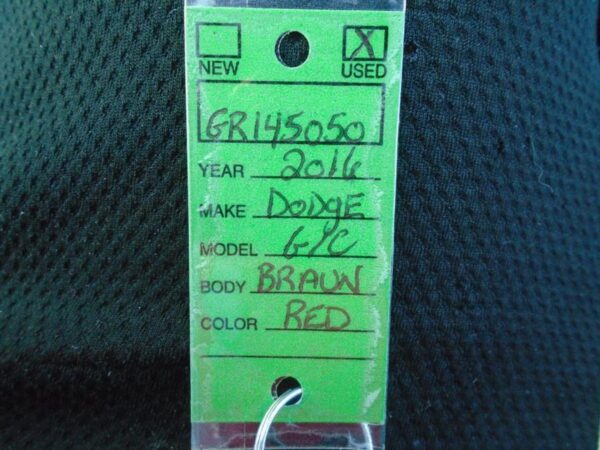 X
NEW USED
GR145050
YEAR 2016
MAKE DODGE
MODEL G/C
BODY BRAUN
COLOR RED